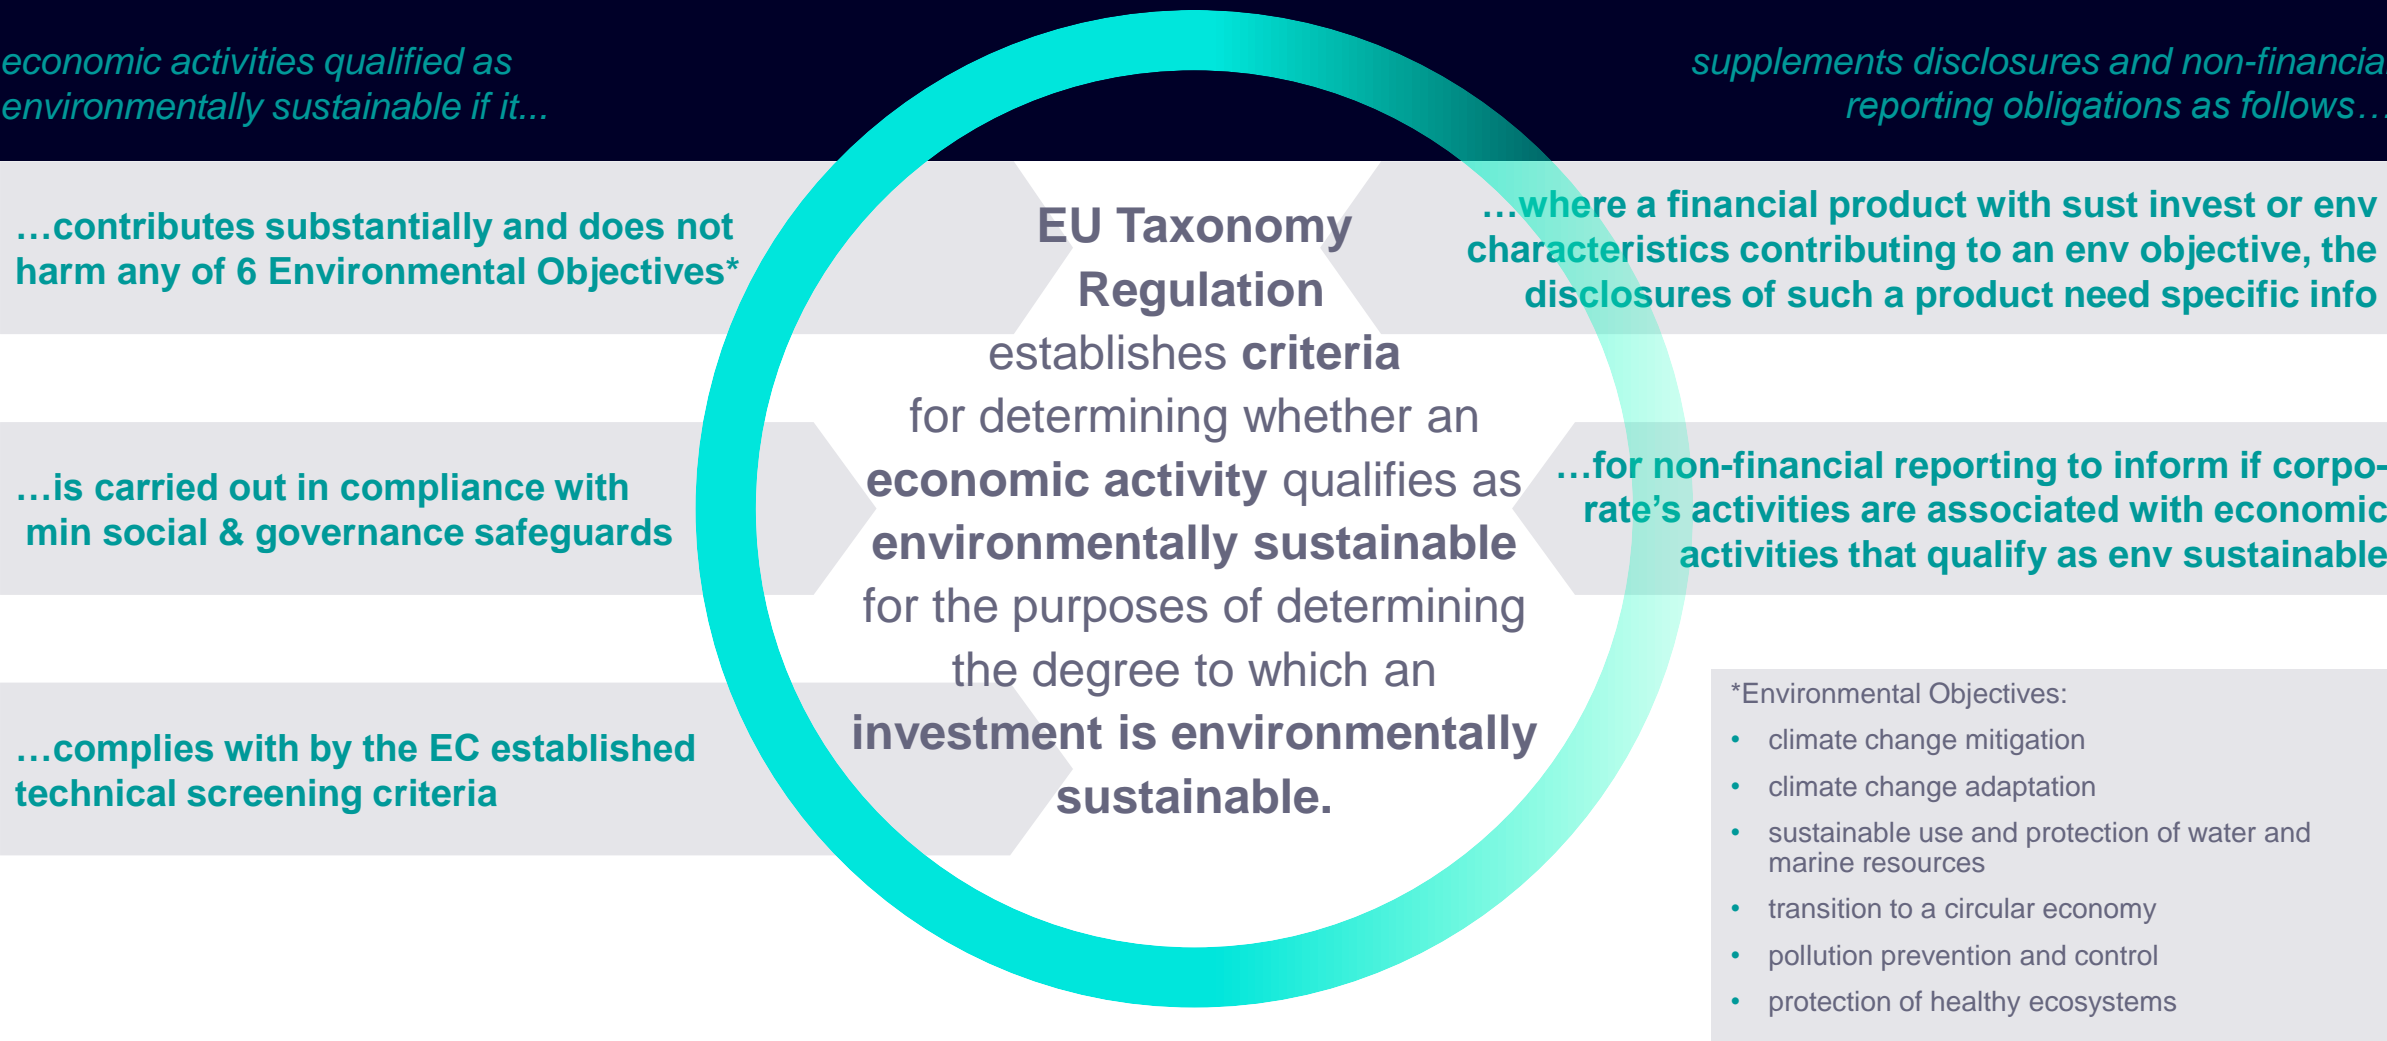 economic activities qualified as
environmentally sustainable if it...
supplements disclosures and non-financial
reporting obligations as follows…
…contributes substantially and does not
harm any of 6 Environmental Objectives*
…is carried out in compliance with
min social & governance safeguards
…complies with by the EC established
technical screening criteria
EU Taxonomy
Regulation
establishes criteria
for determining whether an
economic activity qualifies as
environmentally sustainable
for the purposes of determining
the degree to which an
investment is environmentally
sustainable.
…where a financial product with sust invest or env
characteristics contributing to an env objective, the
disclosures of such a product need specific info
…for non-financial reporting to inform if corpo-
rate’s activities are associated with economic
activities that qualify as env sustainable
*Environmental Objectives:
• climate change mitigation
• climate change adaptation
• sustainable use and protection of water and
marine resources
• transition to a circular economy
• pollution prevention and control
• protection of healthy ecosystems